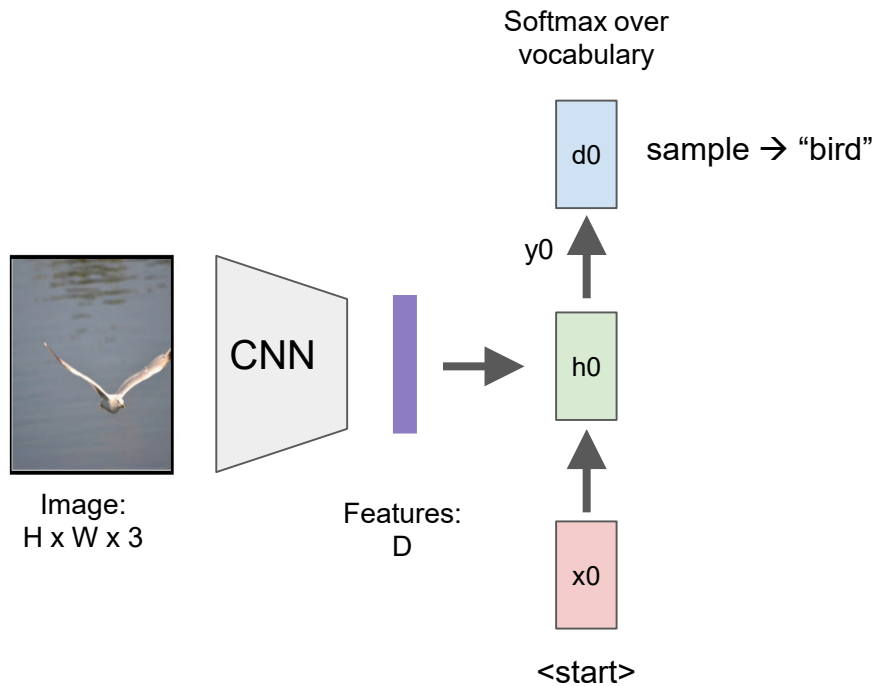 Softmax over
vocabulary
d0
sample → “bird”
y0
CNN
h0
Image:
H x W x 3
Features:
D
x0
<start>